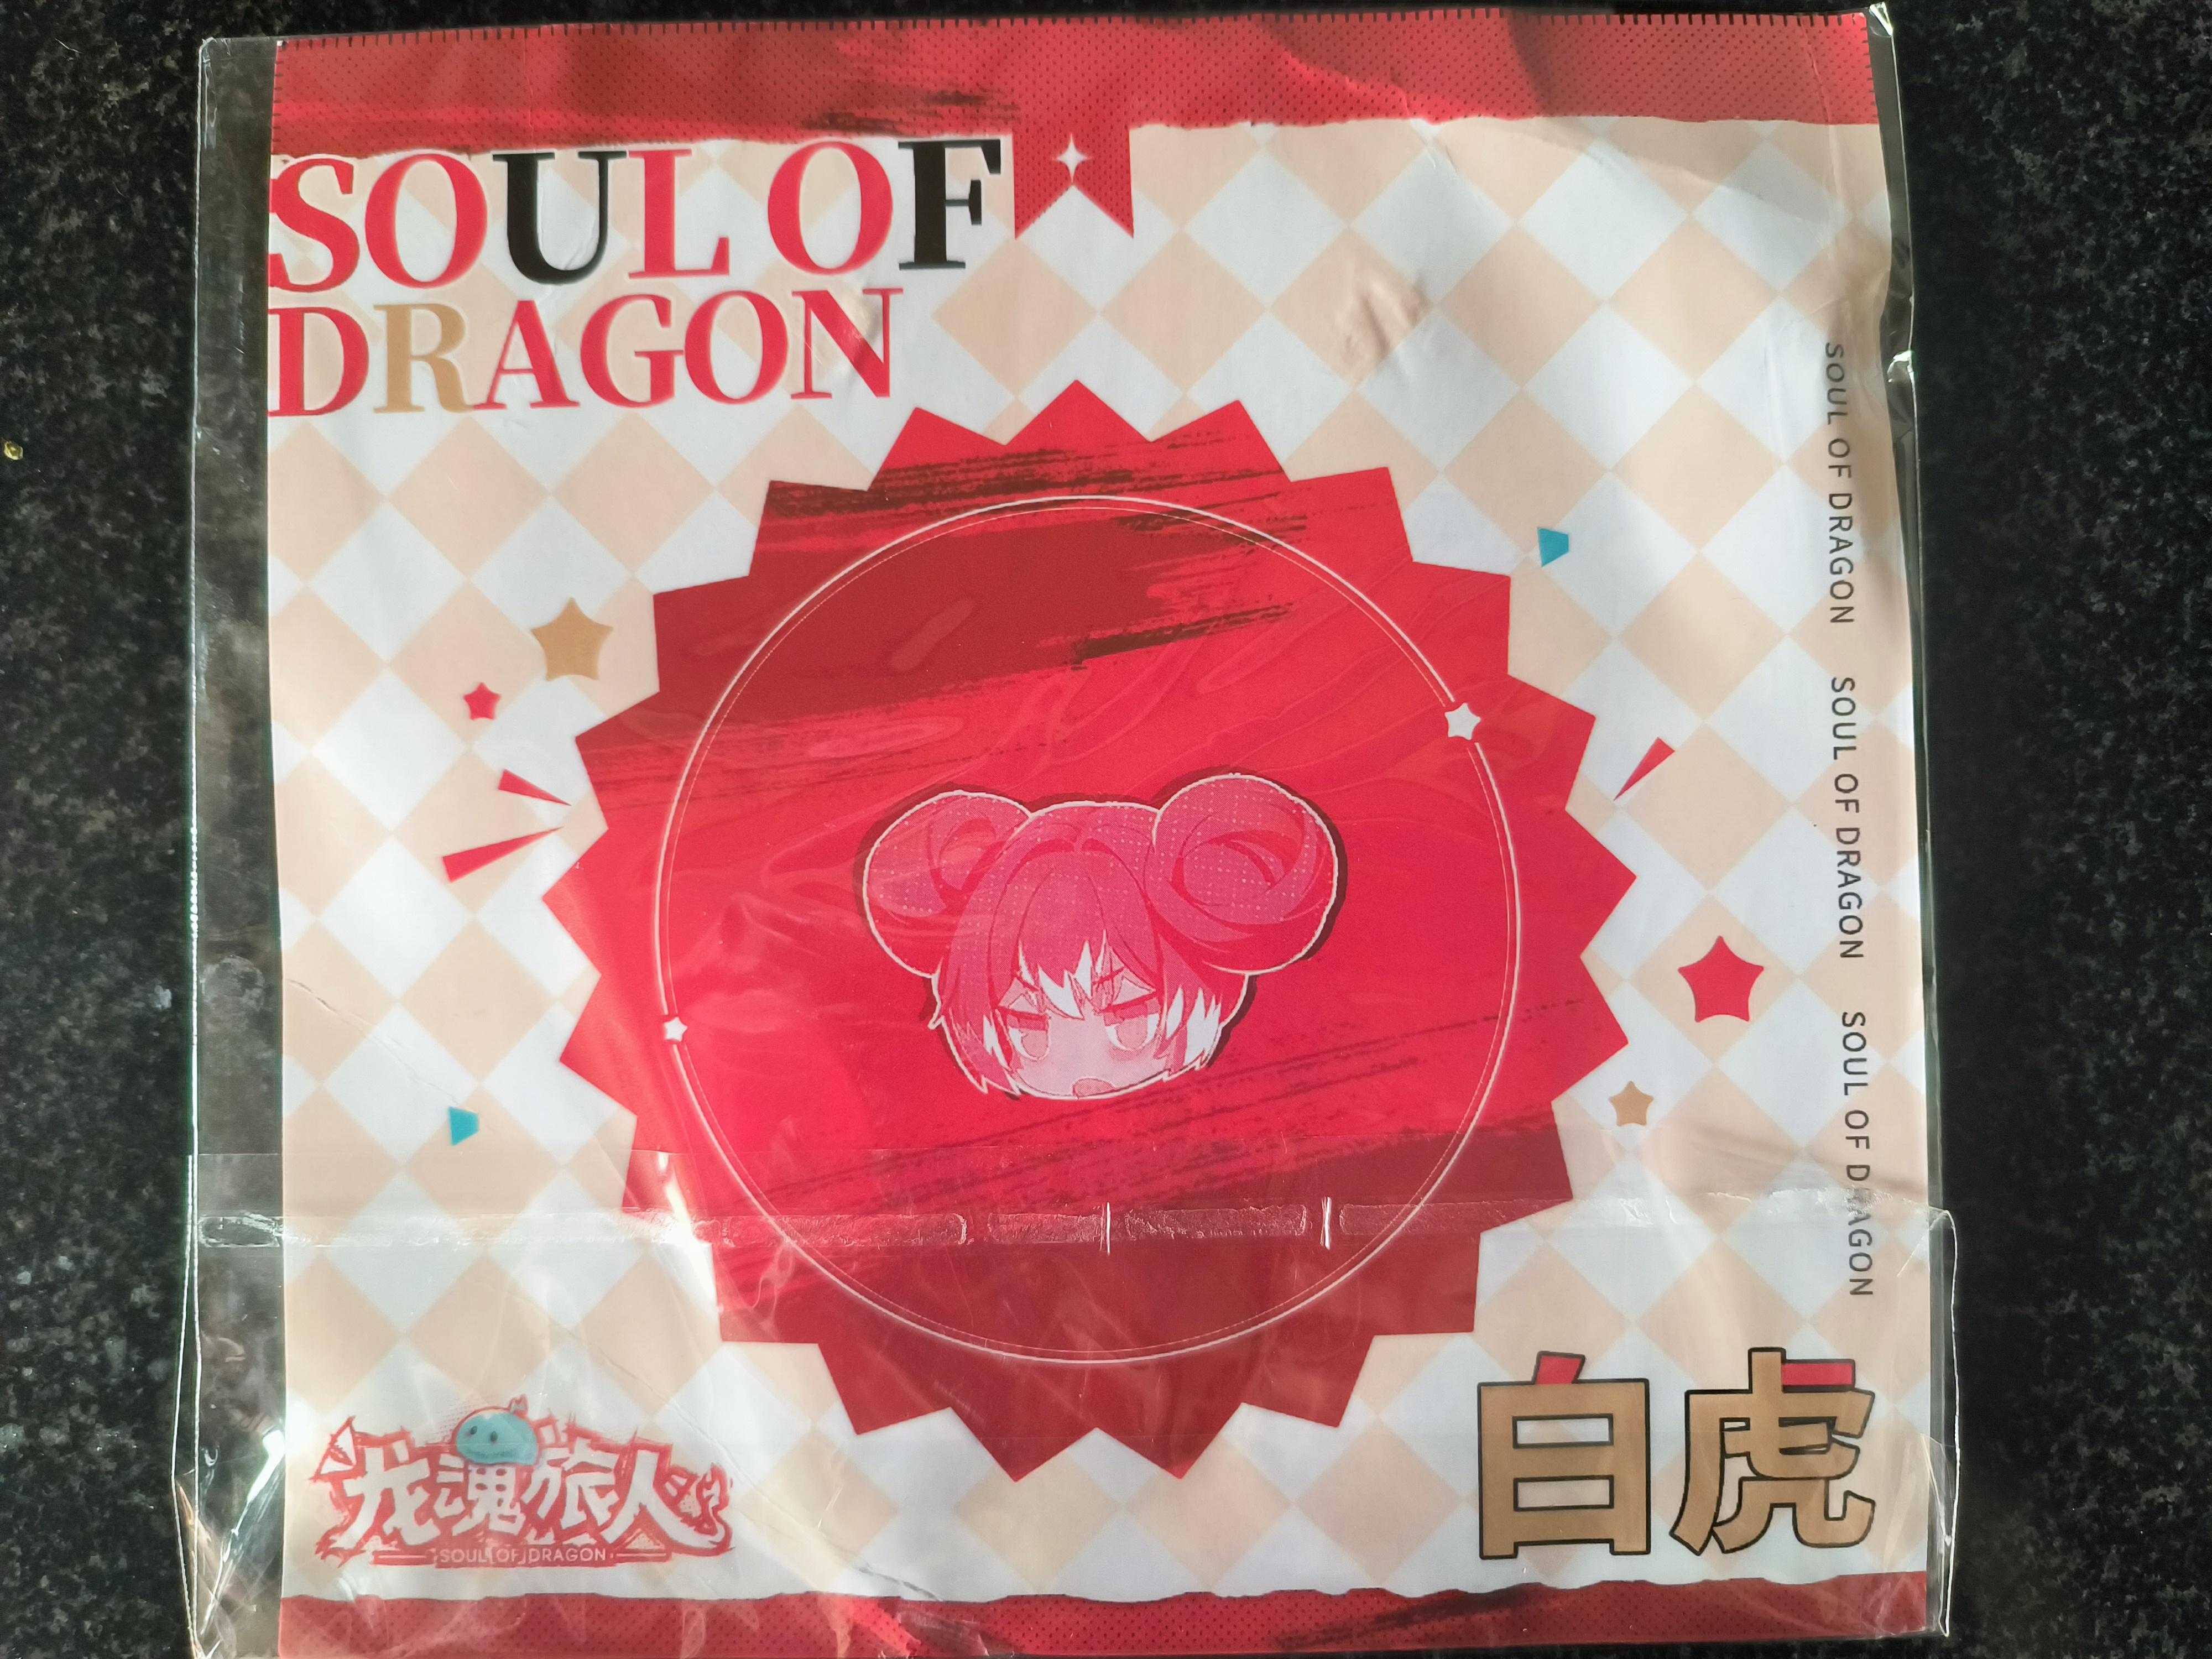 SOUL OF
DRAGON
SOUL OF DRAGON SOUL OF DRAGON SOUL OF DRAGON
龙魂旅人
SOUL OF DRAGON
白虎